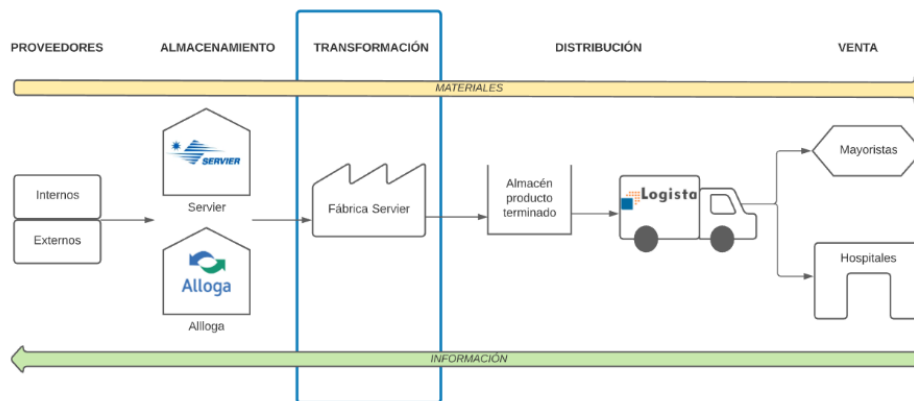 PROVEEDORES
ALMACENAMIENTO
TRANSFORMACIÓN
DISTRIBUCIÓN
VENTA
MATERIALES
SERVIER
Servier
Internos
Externos
Alloga
Allloga
Fábrica Servier
Almacén
producto
terminado
Logista
Mayoristas
Hospitales
INFORMACIÓN